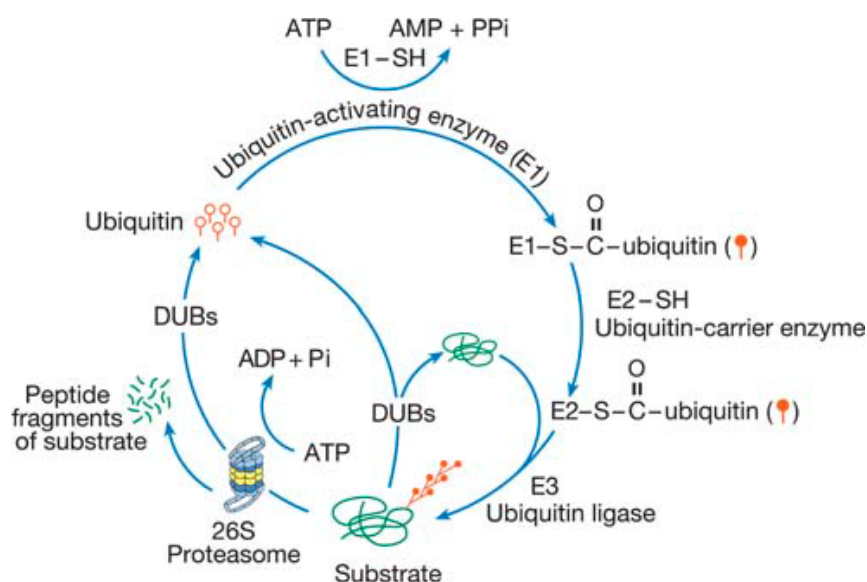 ATP
AMP + PPi
E1–SH
Ubiquitin-activating enzyme (E1)
Ubiquitin
O
E1–S–C–ubiquitin ( )
E2–SH
Ubiquitin-carrier enzyme
DUBs
ADP + Pi
Peptide
fragments
of substrate
DUBs
O
E2–S–C–ubiquitin ( )
ATP
E3
Ubiquitin ligase
26S
Proteasome
Substrate